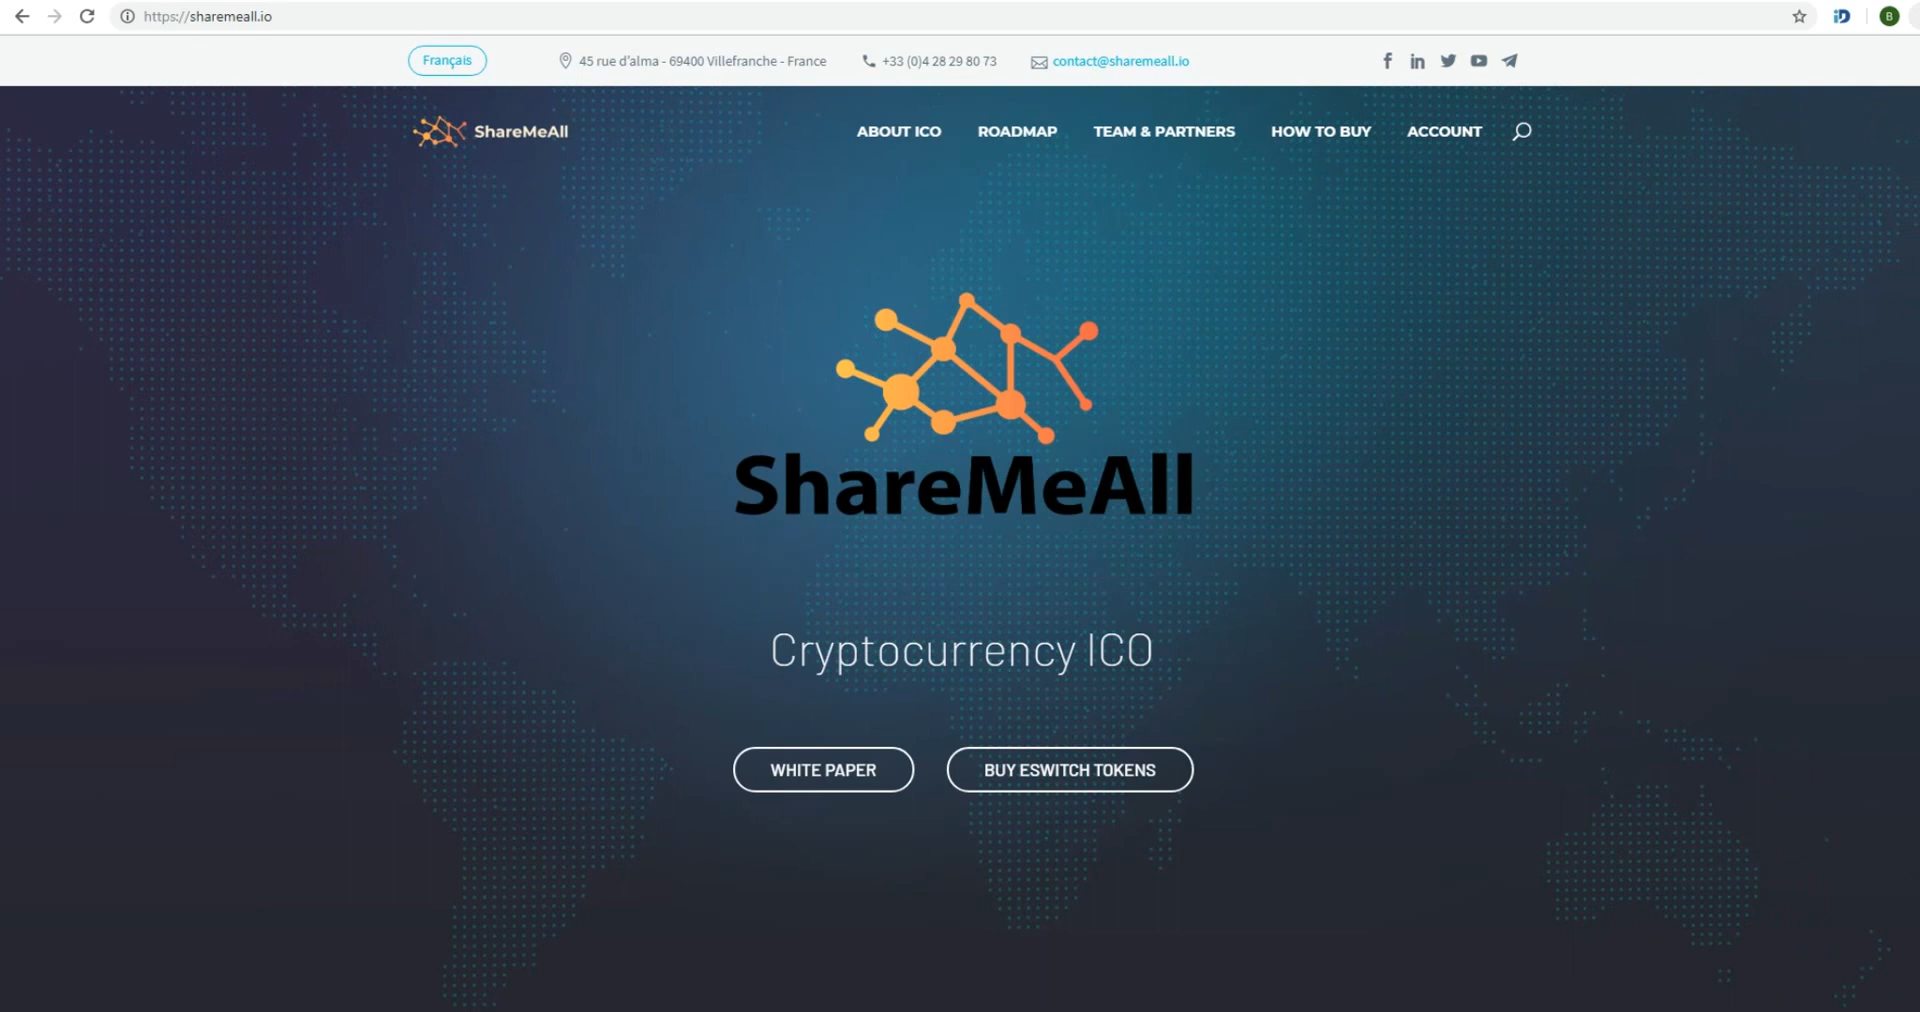 https://sharemeall.io
B
Français
45 rue d'alma - 69400 Villefranche - France
+33 (0)4 28 29 80 73
contact@sharemeall.io
ShareMeAll
ABOUT ICO
ROADMAP
TEAM & PARTNERS
HOW TO BUY
ACCOUNT
ShareMeAll
Cryptocurrency ICO
WHITE PAPER
BUY ESWITCH TOKENS